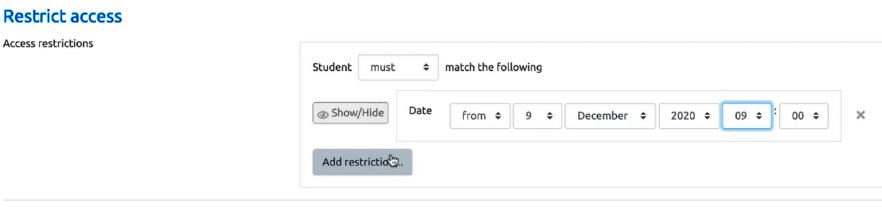 Restrict access
Access restrictions
Student must match the following
Show/Hide Date from 9 December 2020 09 : 00
Add restriction...